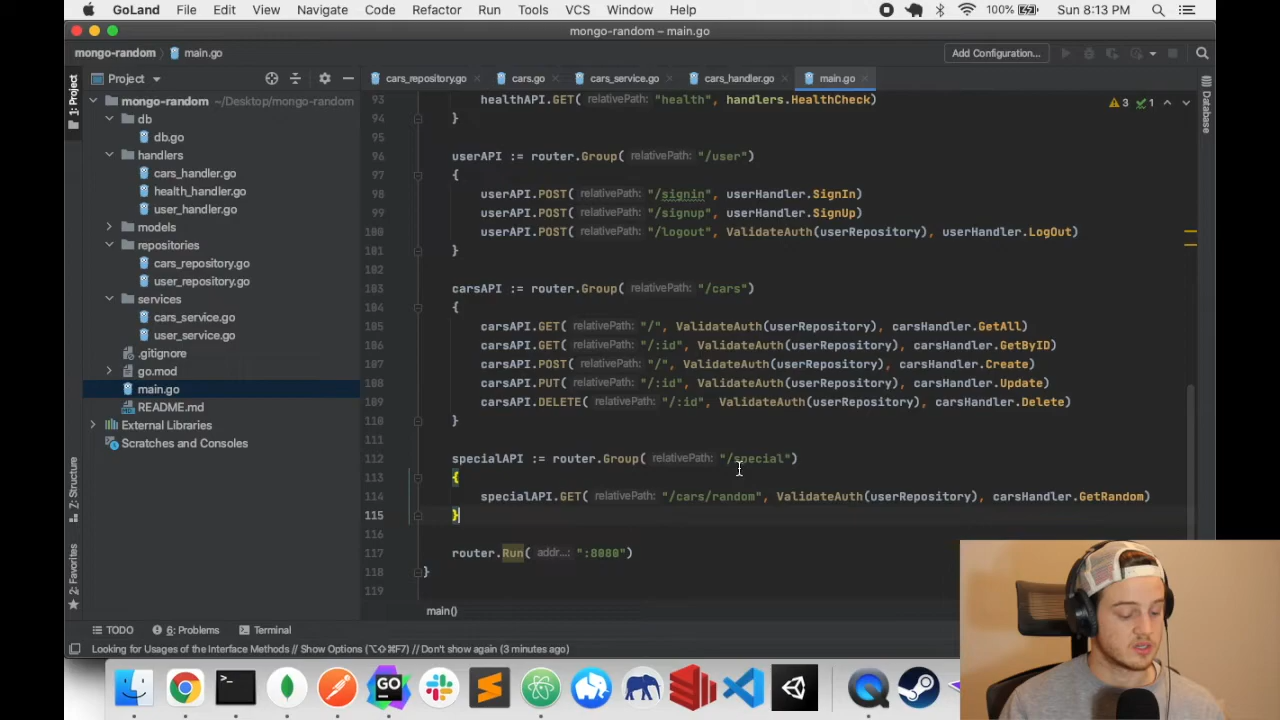 GoLand File Edit View Navigate Code Refactor Run Tools VCS Window Help 100% Sun 8:13 PM
mongo-random – main.go
mongo-random main.go Add Configuration...
1: Project
Project
cars_repository.go cars.go cars_service.go cars_handler.go main.go
Database
mongo-random ~/Desktop/mongo-random
db
db.go
handlers
cars_handler.go
health_handler.go
user_handler.go
models
repositories
cars_repository.go
user_repository.go
services
cars_service.go
user_service.go
.gitignore
go.mod
main.go
README.md
External Libraries
Scratches and Consoles
Z: Structure
2: Favorites
3 1
93 healthAPI.GET( relativePath: "health", handlers.HealthCheck)
94 }
95
96 userAPI := router.Group( relativePath: "/user")
97 {
98 userAPI.POST( relativePath: "/signin", userHandler.SignIn)
99 userAPI.POST( relativePath: "/signup", userHandler.SignUp)
100 userAPI.POST( relativePath: "/logout", ValidateAuth(userRepository), userHandler.LogOut)
101 }
102
103 carsAPI := router.Group( relativePath: "/cars")
104 {
105 carsAPI.GET( relativePath: "/", ValidateAuth(userRepository), carsHandler.GetAll)
106 carsAPI.GET( relativePath: "/:id", ValidateAuth(userRepository), carsHandler.GetByID)
107 carsAPI.POST( relativePath: "/", ValidateAuth(userRepository), carsHandler.Create)
108 carsAPI.PUT( relativePath: "/:id", ValidateAuth(userRepository), carsHandler.Update)
109 carsAPI.DELETE( relativePath: "/:id", ValidateAuth(userRepository), carsHandler.Delete)
110 }
111
112 specialAPI := router.Group( relativePath: "/special")
113 {
114 specialAPI.GET( relativePath: "/cars/random", ValidateAuth(userRepository), carsHandler.GetRandom)
115 }
116
117 router.Run( addr...: ":8080")
118 }
119
main()
TODO 6: Problems Terminal
Looking for Usages of the Interface Methods // Show Options (⌥⇧⌘F7) // Don't show again (3 minutes ago)
GO